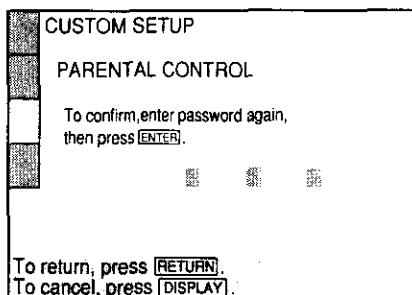 CUSTOM SETUP
PARENTAL CONTROL
To confirm,enter password again,
then press ENTER.
To return, press RETURN.
To cancel, press DISPLAY.